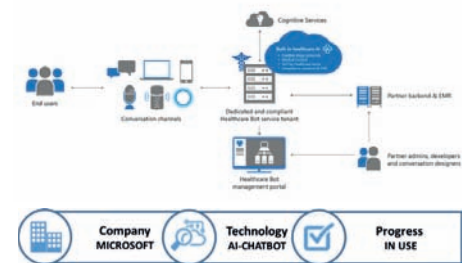 Cognitive Services
Built-in healthcare AI
End users
Conversation channels
Dedicated and compliant
Healthcare Bot service tenant
Partner backend & EMR
Healthcare Bot
management portal
Partner admins, developers
and conversation designers
Company
MICROSOFT
Technology
AI-CHATBOT
Progress
IN USE